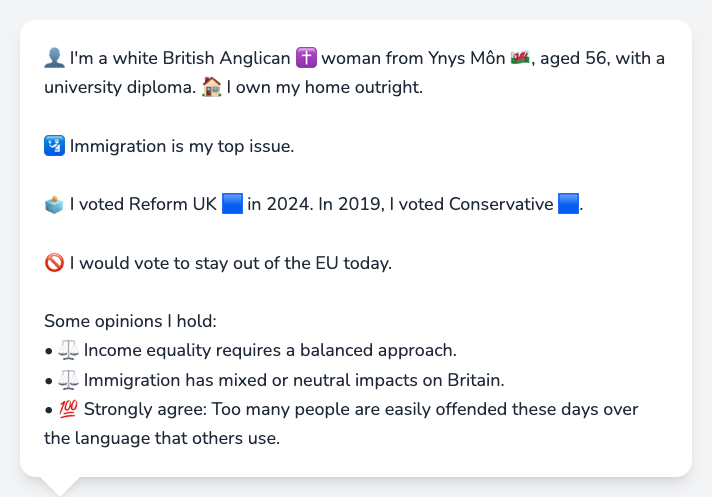 👤 I'm a white British Anglican ✝️ woman from Ynys Môn 🏴󠁧󠁢󠁷󠁬󠁳󠁿, aged 56, with a
university diploma. 🏠 I own my home outright.
🛂 Immigration is my top issue.
🗳️ I voted Reform UK 🟦 in 2024. In 2019, I voted Conservative 🟦.
🚫 I would vote to stay out of the EU today.
Some opinions I hold:
• ⚖️ Income equality requires a balanced approach.
• ⚖️ Immigration has mixed or neutral impacts on Britain.
• 💯 Strongly agree: Too many people are easily offended these days over
the language that others use.